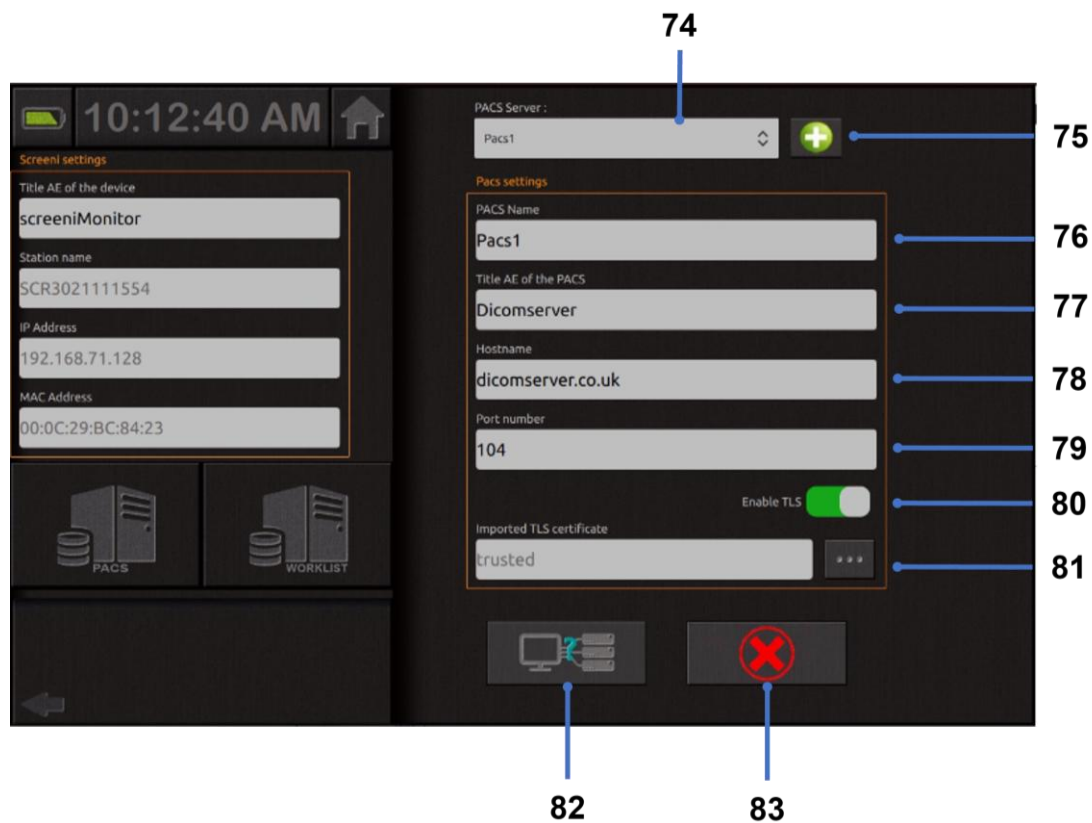 74
10:12:40 AM
Screeni settings
Title AE of the device
screeniMonitor
Station name
SCR3021111554
IP Address
192.168.71.128
MAC Address
00:0C:29:BC:84:23
PACS
WORKLIST
PACS Server :
Pacs1
75
Pacs settings
PACS Name
Pacs1
76
Title AE of the PACS
Dicomserver
77
Hostname
dicomserver.co.uk
78
Port number
104
79
Enable TLS
80
Imported TLS certificate
trusted
81
82
83